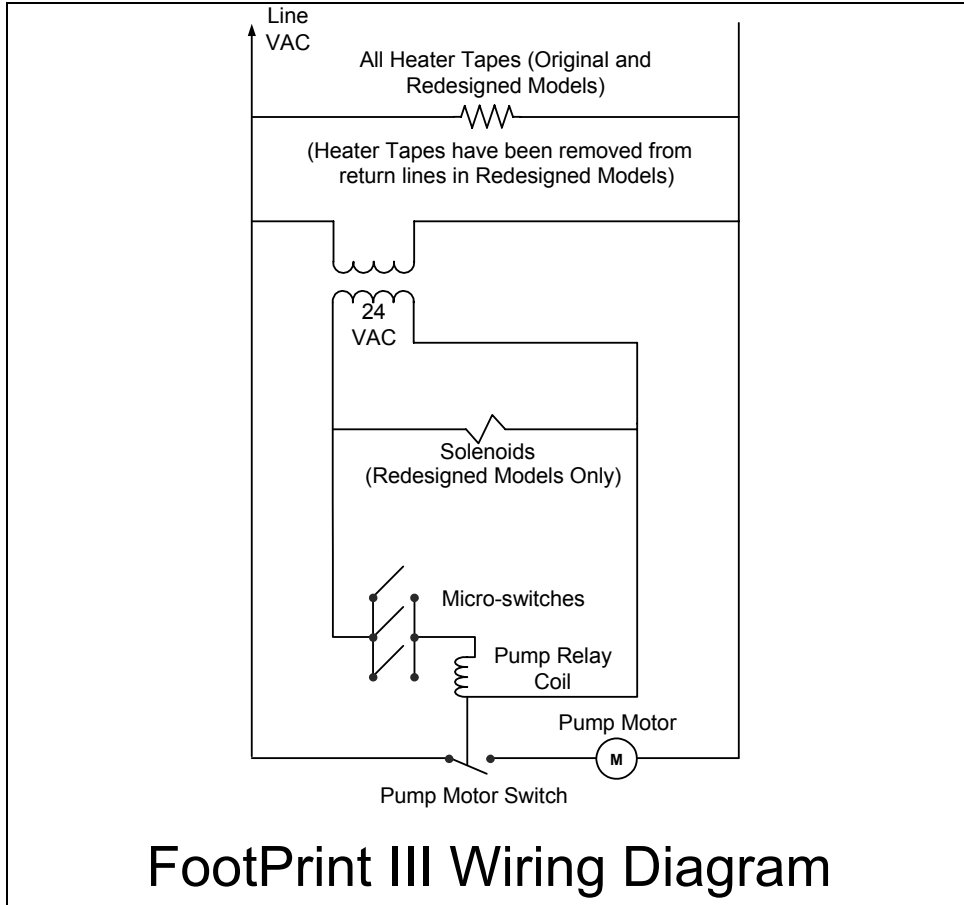 Line
VAC
All Heater Tapes (Original and
Redesigned Models)
(Heater Tapes have been removed from
return lines in Redesigned Models)
24
VAC
Solenoids
(Redesigned Models Only)
Micro-switches
Pump Relay
Coil
Pump Motor
M
Pump Motor Switch
FootPrint III Wiring Diagram